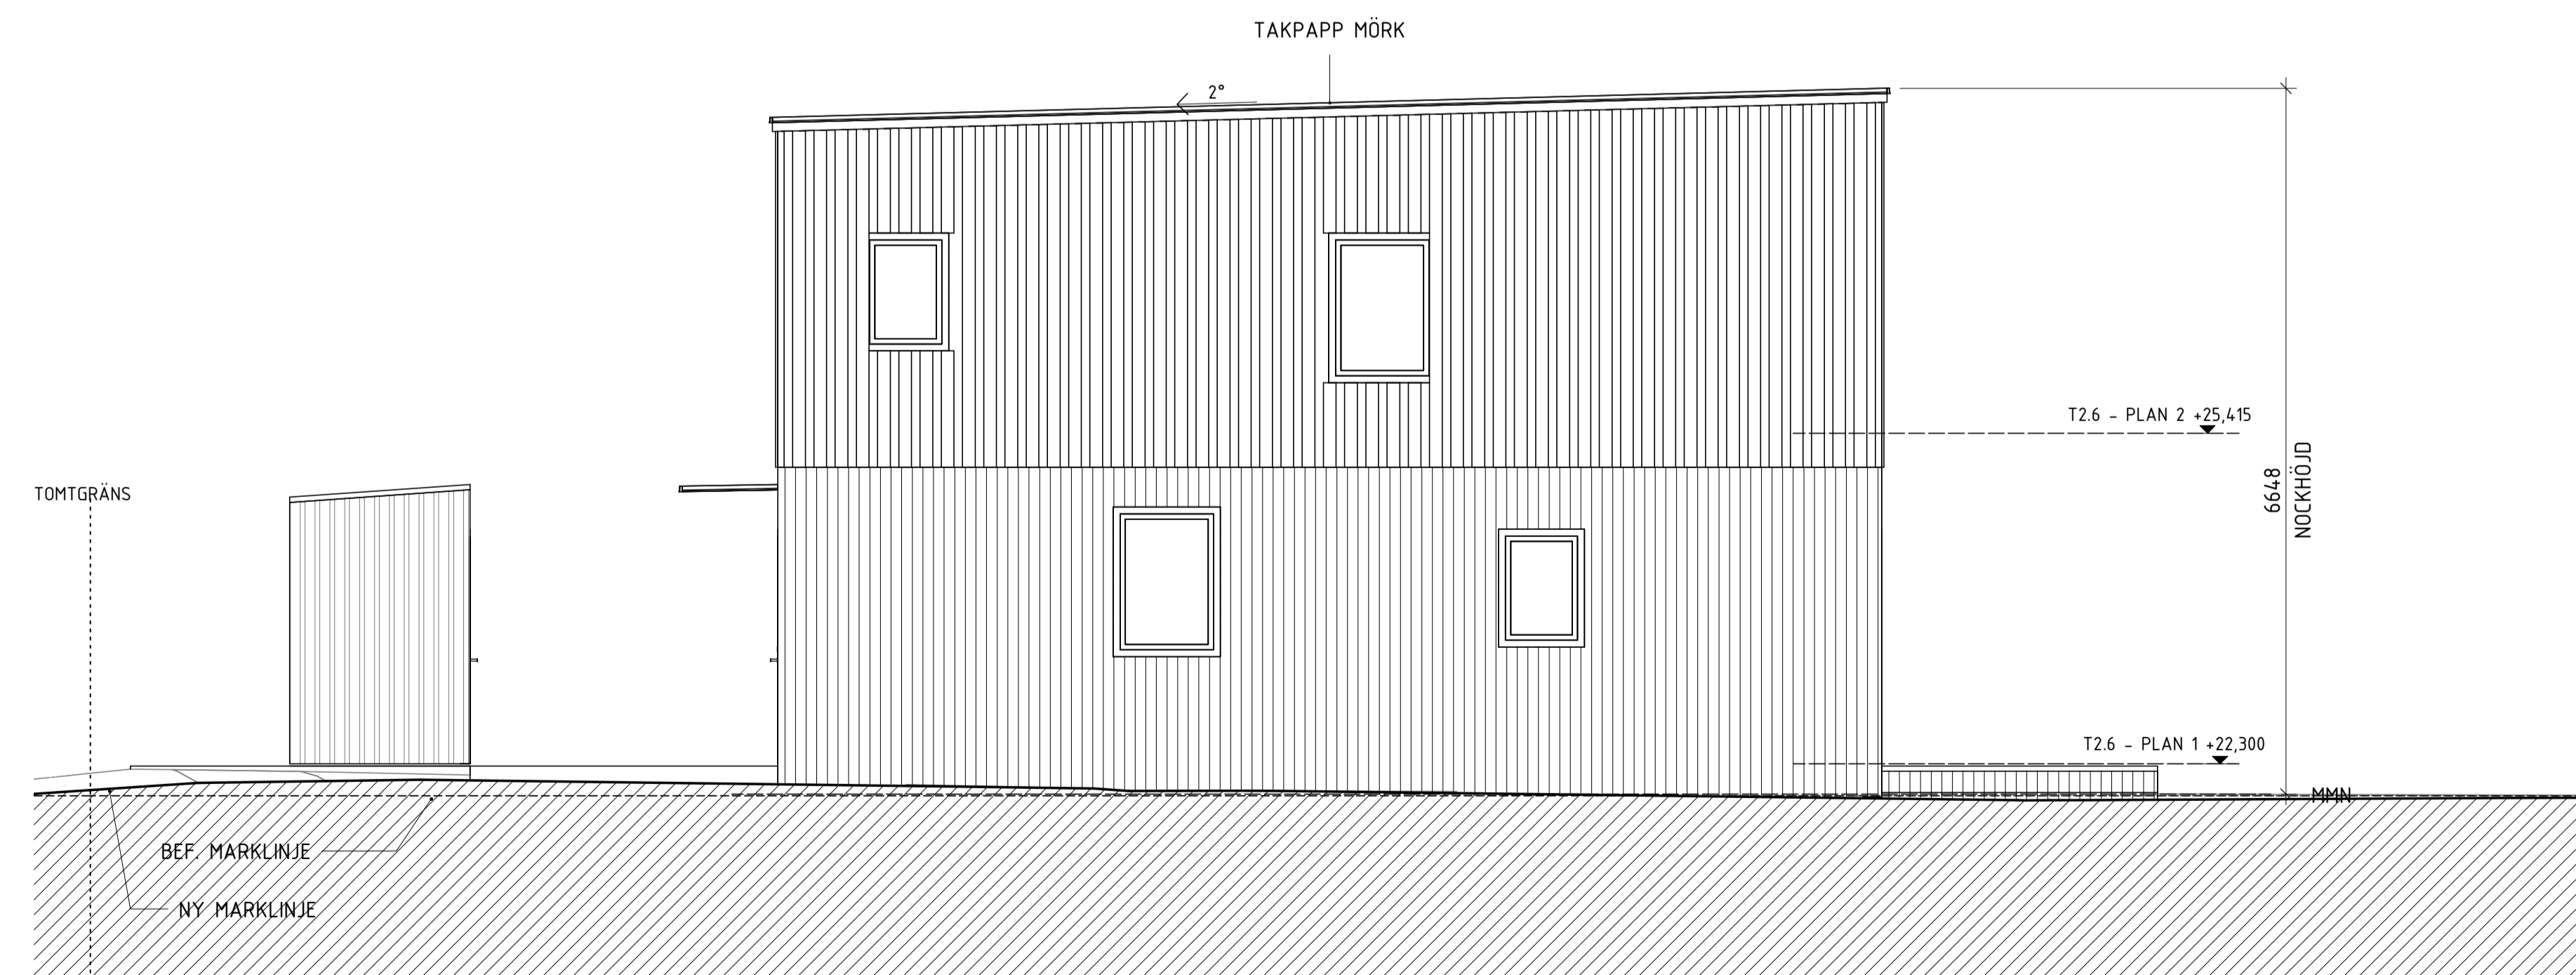 TAKPAPP MÖRK
2°
T2.6 - PLAN 2 +25,415
6648
NOCKHÖJD
TOMTGRÄNS
T2.6 - PLAN 1 +22,300
MMN
BEF. MARKLINJE
NY MARKLINJE